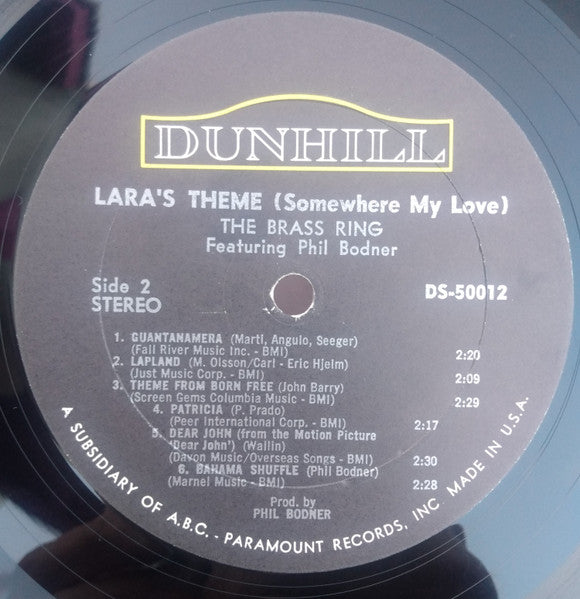 DUNHILL
LARA'S THEME (Somewhere My Love)
THE BRASS RING
Featuring Phil Bodner
Side 2
STEREO
DS-50012
1. GUANTANAMERA (Marti, Angulo, Seeger)
(Fall River Music Inc. - BMI) 2:20
2. LAPLAND (M. Olsson/Carl - Eric Hjelm)
(Just Music Corp. - BMI) 2:09
3. THEME FROM BORN FREE (John Barry)
(Screen Gems Columbia Music - BMI) 2:29
4. PATRICIA (P. Prado)
(Peer International Corp. - BMI) 2:17
5. DEAR JOHN (from the Motion Picture
'Dear John') (Wallin)
(Davon Music/Overseas Songs - BMI) 2:30
6. BAHAMA SHUFFLE (Phil Bodner)
(Marnel Music - BMI) 2:28
Prod. by
PHIL BODNER
A SUBSIDIARY OF A.B.C. - PARAMOUNT RECORDS, INC. MADE IN U.S.A.